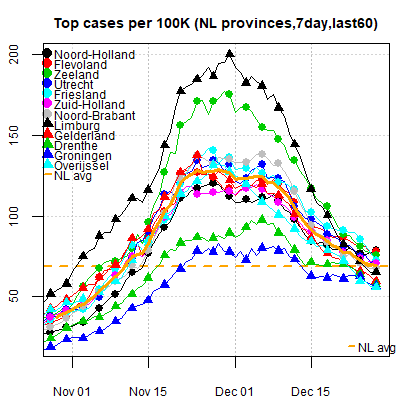 Top cases per 100K (NL provinces,7day,last60)
200
150
100
50
Noord-Holland
Flevoland
Zeeland
Utrecht
Friesland
Zuid-Holland
Noord-Brabant
Limburg
Gelderland
Drenthe
Groningen
Overijssel
NL avg
NL avg
Nov 01
Nov 15
Dec 01
Dec 15